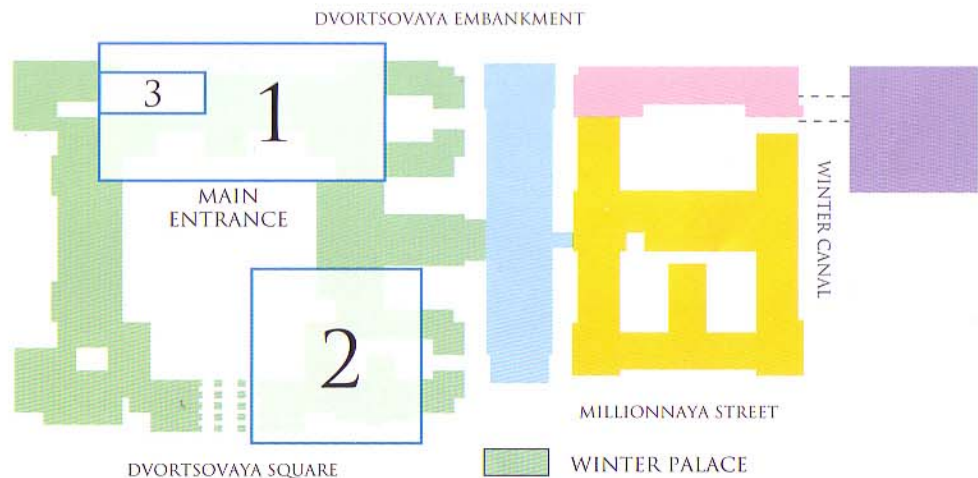 DVORTSOVAYA EMBANKMENT
3
1
MAIN
ENTRANCE
WINTER CANAL
2
MILLIONNAYA STREET
DVORTSOVAYA SQUARE
WINTER PALACE